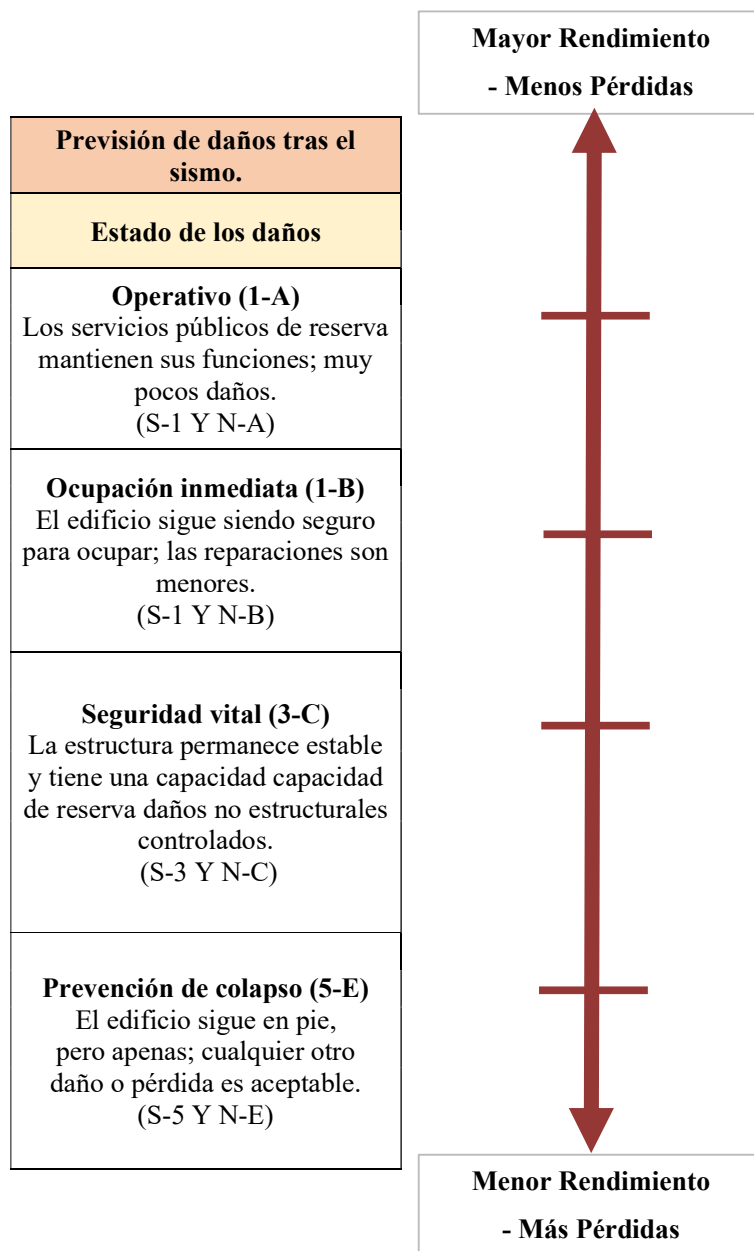 Mayor Rendimiento
- Menos Pérdidas
Previsión de daños tras el
sismo.
Estado de los daños
Operativo (1-A)
Los servicios públicos de reserva
mantienen sus funciones; muy
pocos daños.
(S-1 Y N-A)
Ocupación inmediata (1-B)
El edificio sigue siendo seguro
para ocupar; las reparaciones son
menores.
(S-1 Y N-B)
Seguridad vital (3-C)
La estructura permanece estable
y tiene una capacidad capacidad
de reserva daños no estructurales
controlados.
(S-3 Y N-C)
Prevención de colapso (5-E)
El edificio sigue en pie,
pero apenas; cualquier otro
daño o pérdida es aceptable.
(S-5 Y N-E)
Menor Rendimiento
- Más Pérdidas